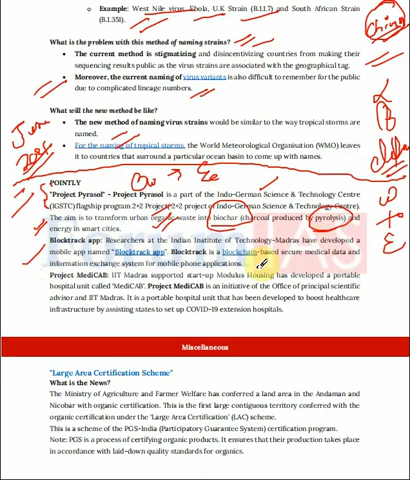 ○ Example: West Nile virus, Ebola, U.K Strain (B.1.1.7) and South African Strain
(B.1.351).
What is the problem with this method of naming strains?
• The current method is stigmatizing and disincentivizing countries from making their
sequencing results public as the virus strains are associated with the geographical tag.
• Moreover, the current naming of virus variants is also difficult to remember for the public
due to complicated lineage numbers.
What will the new method be like?
• The new method of naming virus strains would be similar to the way tropical storms are
named.
• For the naming of tropical storms, the World Meteorological Organisation (WMO) leaves
it to countries that surround a particular ocean basin to come up with names.
POINTLY
"Project Pyrasol" - Project Pyrasol is a part of the Indo-German Science & Technology Centre
(IGSTC) flagship program 2+2 Project 2+2 project of Indo-German Science & Technology Centre).
The aim is to transform urban organic waste into biochar (charcoal produced by pyrolysis) and
energy in smart cities.
Blocktrack app: Researchers at the Indian Institute of Technology-Madras have developed a
mobile app named "Blocktrack app". Blocktrack is a blockchain-based secure medical data and
information exchange system for mobile phone applications.
Project MediCAB: IIT Madras supported start-up Modulus Housing has developed a portable
hospital unit called 'MediCAB'. Project MediCAB is an initiative of the Office of principal scientific
advisor and IIT Madras. It is a portable hospital unit that has been developed to boost healthcare
infrastructure by assisting states to set up COVID-19 extension hospitals.
Miscellaneous
"Large Area Certification Scheme"
What is the News?
The Ministry of Agriculture and Farmer Welfare has conferred a land area in the Andaman and
Nicobar with organic certification. This is the first large contiguous territory conferred with the
organic certification under the 'Large Area Certification' (LAC) scheme.
This is a scheme of the PGS-India (Participatory Guarantee System) certification program.
Note: PGS is a process of certifying organic products. It ensures that their production takes place
in accordance with laid-down quality standards for organics.